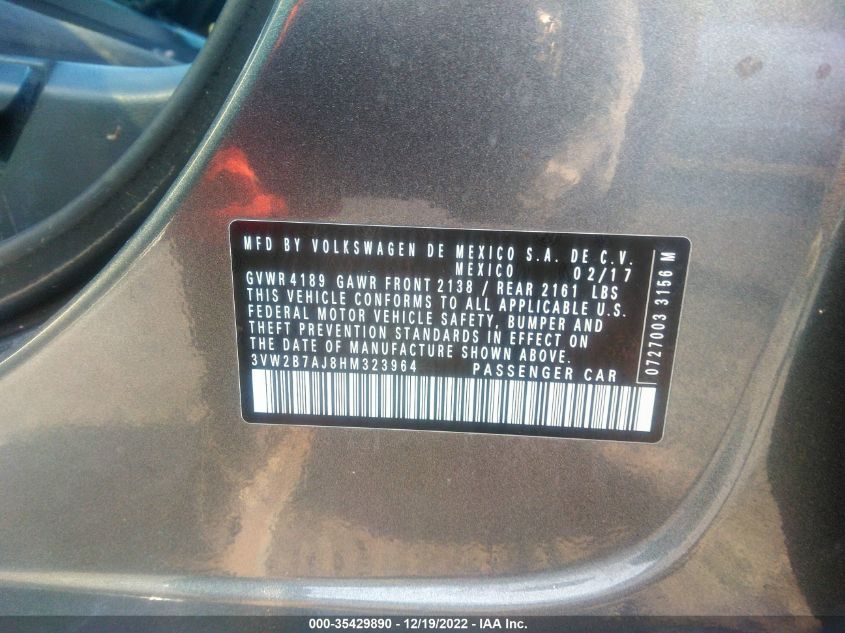 MFD BY VOLKSWAGEN DE MEXICO S.A. DE C.V.
MEXICO 02/17
GVWR 4189 GAWR FRONT 2138 / REAR 2161 LBS
THIS VEHICLE CONFORMS TO ALL APPLICABLE U.S.
FEDERAL MOTOR VEHICLE SAFETY, BUMPER AND
THEFT PREVENTION STANDARDS IN EFFECT ON
THE DATE OF MANUFACTURE SHOWN ABOVE.
3VW2B7AJ8HM323964 PASSENGER CAR
0727003 3156 M
000-35429890 - 12/19/2022 - IAA Inc.